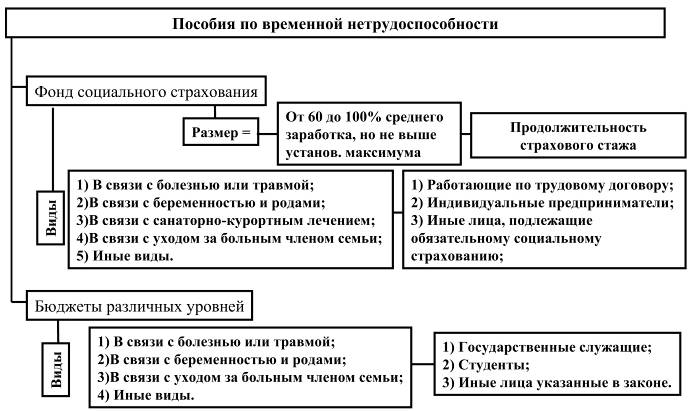 Пособия по временной нетрудоспособности
Фонд социального страхования
Размер =
От 60 до 100% среднего
заработка, но не выше
установ. максимума
Продолжительность
страхового стажа
Виды
1) В связи с болезнью или травмой;
2)В связи с беременностью и родами;
3)В связи с санаторно-курортным лечением;
4)В связи с уходом за больным членом семьи;
5) Иные виды.
1) Работающие по трудовому договору;
2) Индивидуальные предприниматели;
3) Иные лица, подлежащие
обязательному социальному
страхованию;
Бюджеты различных уровней
Виды
1) В связи с болезнью или травмой;
2)В связи с беременностью и родами;
3)В связи с уходом за больным членом семьи;
4) Иные виды.
1) Государственные служащие;
2) Студенты;
3) Иные лица указанные в законе.